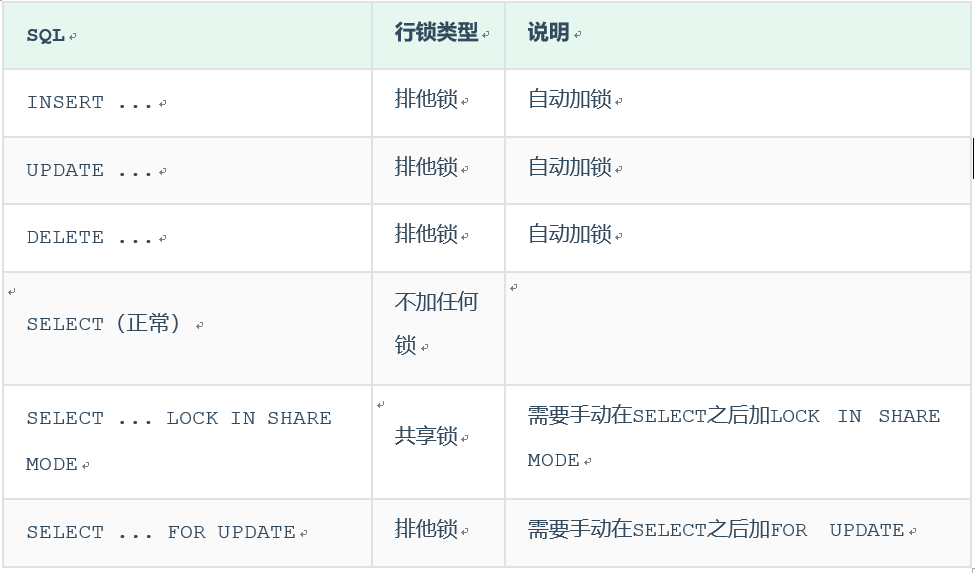 SQL
行锁类型
说明
INSERT ...
排他锁
自动加锁
UPDATE ...
排他锁
自动加锁
DELETE ...
排他锁
自动加锁
SELECT（正常）
不加任何
锁
SELECT ... LOCK IN SHARE
MODE
共享锁
需要手动在SELECT之后加LOCK IN SHARE
MODE
SELECT ... FOR UPDATE
排他锁
需要手动在SELECT之后加FOR UPDATE